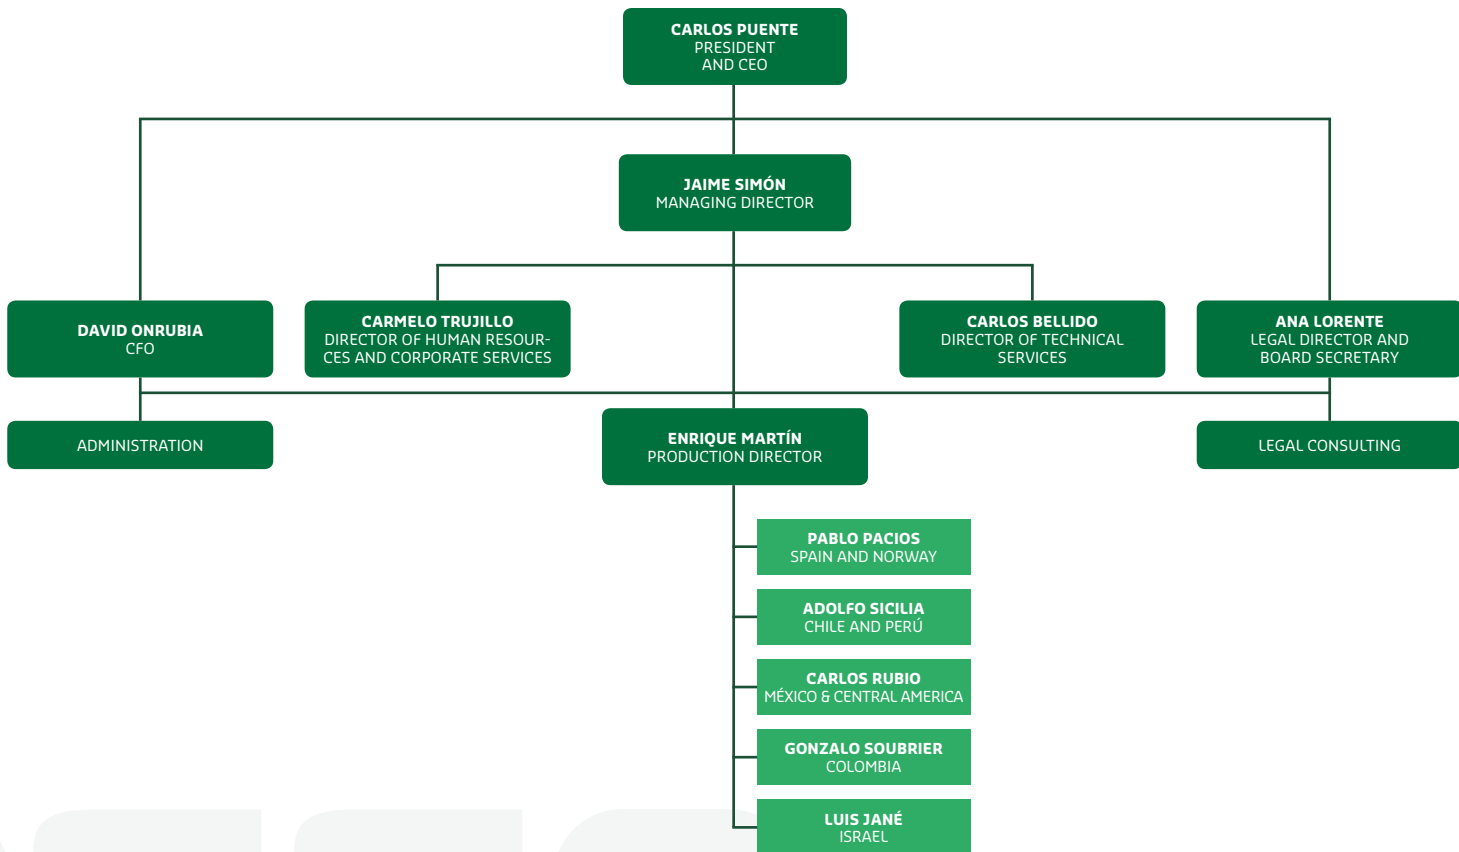 CARLOS PUENTE
PRESIDENT
AND CEO
JAIME SIMÓN
MANAGING DIRECTOR
DAVID ONRUBIA
CFO
CARMELO TRUJILLO
DIRECTOR OF HUMAN RESOUR-
CES AND CORPORATE SERVICES
CARLOS BELLIDO
DIRECTOR OF TECHNICAL
SERVICES
ANA LORENTE
LEGAL DIRECTOR AND
BOARD SECRETARY
ADMINISTRATION
ENRIQUE MARTÍN
PRODUCTION DIRECTOR
LEGAL CONSULTING
PABLO PACIOS
SPAIN AND NORWAY
ADOLFO SICILIA
CHILE AND PERÚ
CARLOS RUBIO
MÉXICO & CENTRAL AMERICA
GONZALO SOUBRIER
COLOMBIA
LUIS JANÉ
ISRAEL